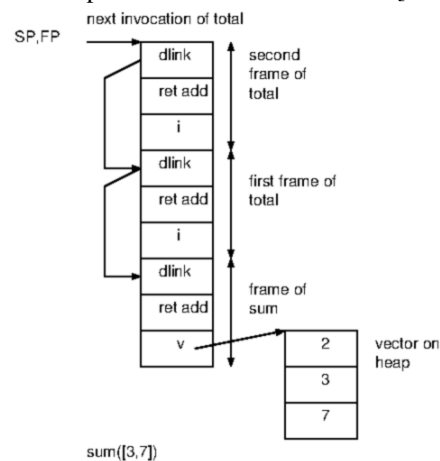 next invocation of total
SP,FP
dlink
second
frame of
total
ret add
i
dlink
first frame of
total
ret add
i
dlink
frame of
sum
ret add
v
2
vector on
heap
3
7
sum([3,7])